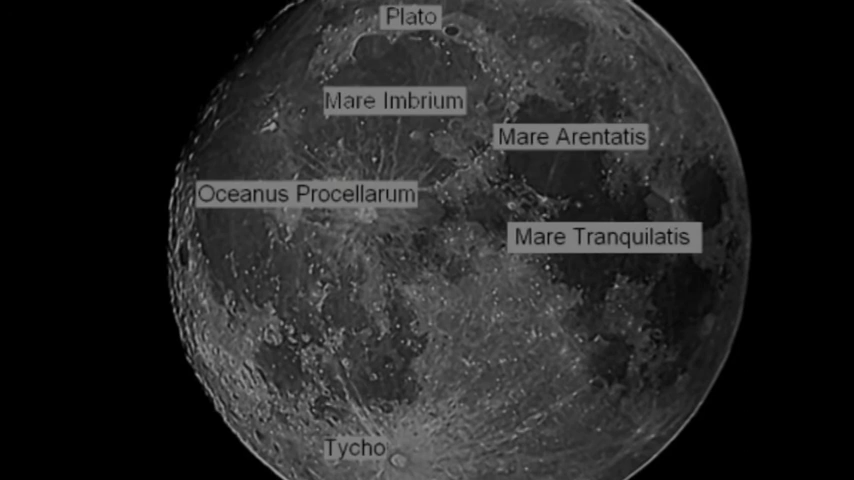 Plato
Mare Imbrium
Mare Arentatis
Oceanus Procellarum
Mare Tranquilatis
Tycho